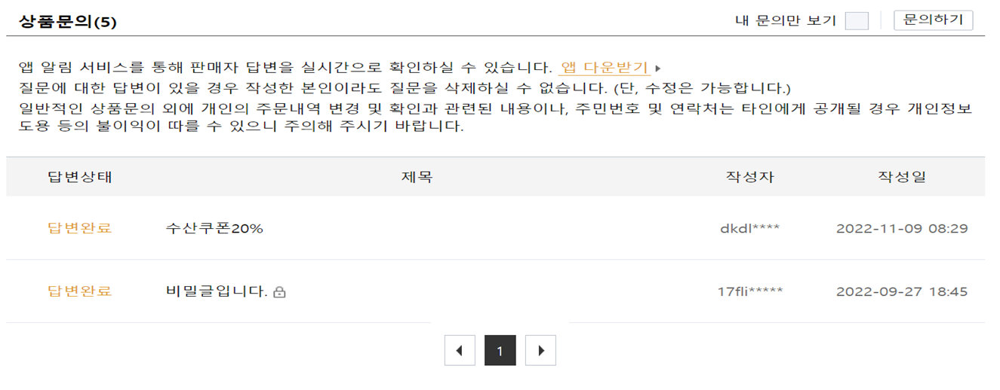 상품문의(5) 내 문의만 보기 문의하기
앱 알림 서비스를 통해 판매자 답변을 실시간으로 확인하실 수 있습니다. 앱 다운받기
질문에 대한 답변이 있을 경우 작성한 본인이라도 질문을 삭제하실 수 없습니다. (단, 수정은 가능합니다.)
일반적인 상품문의 외에 개인의 주문내역 변경 및 확인과 관련된 내용이나, 주민번호 및 연락처는 타인에게 공개될 경우 개인정보
도용 등의 불이익이 따를 수 있으니 주의해 주시기 바랍니다.
답변상태 제목 작성자 작성일
답변완료 수산쿠폰20% dkdl**** 2022-11-09 08:29
답변완료 비밀글입니다. 17fli***** 2022-09-27 18:45
1